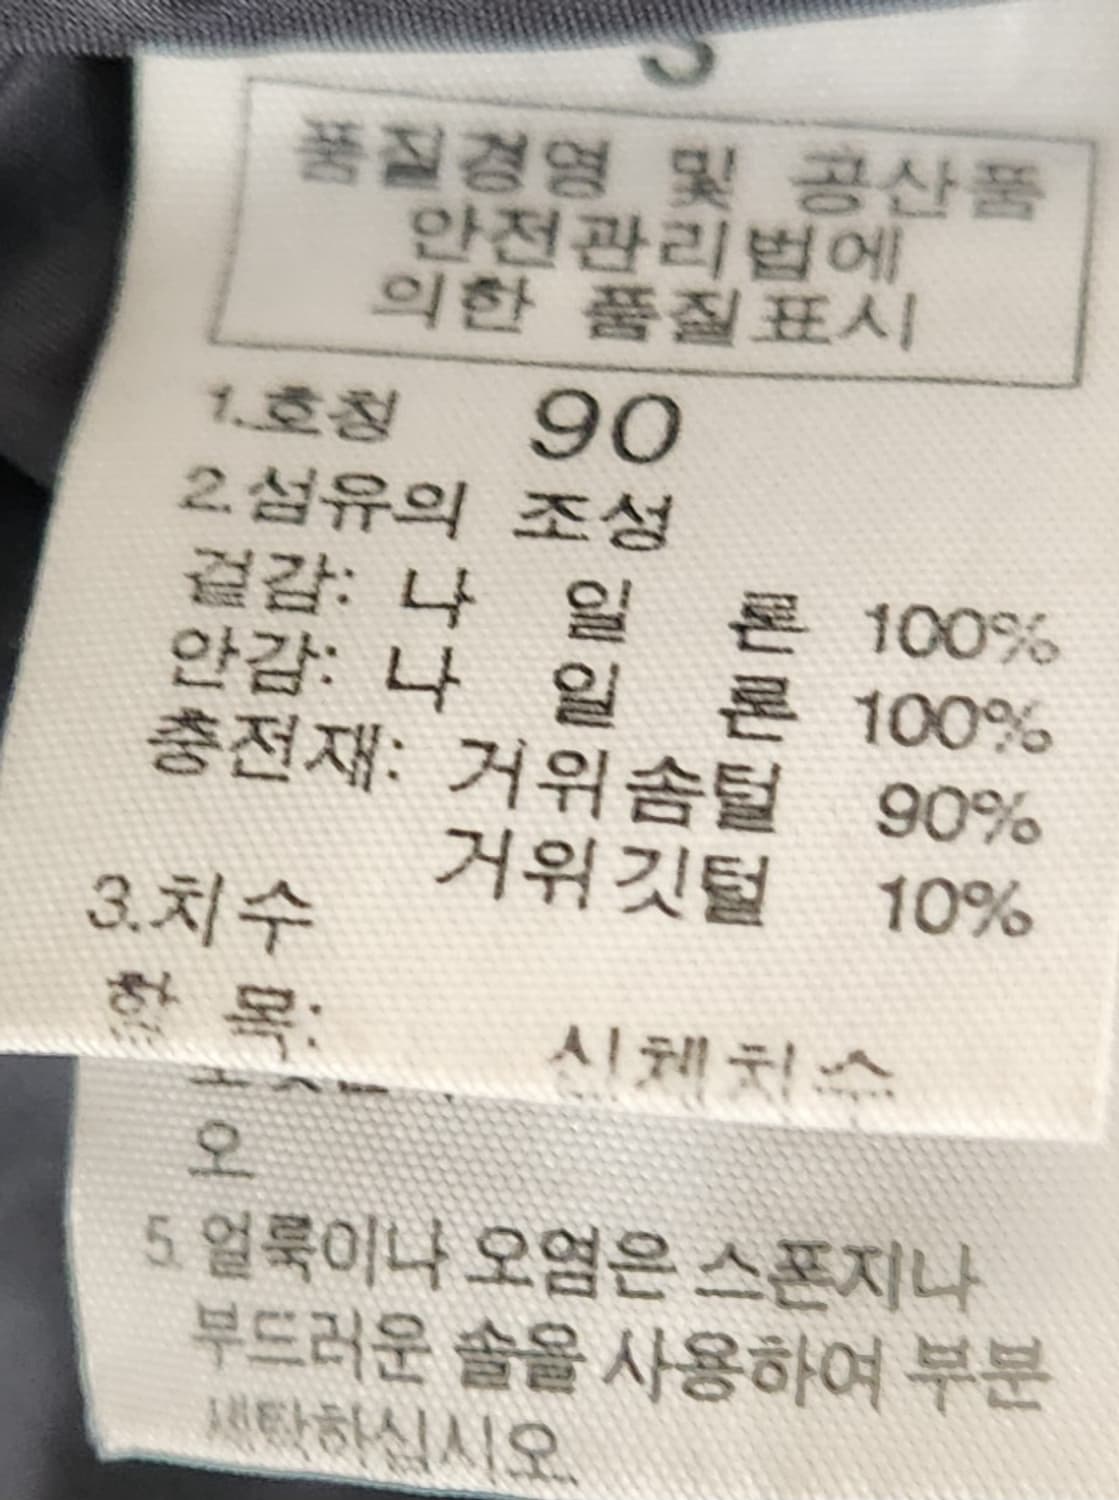 품질경영 및 공산품
안전관리법에
의한 품질표시
1.호칭 90
2.섬유의 조성
겉감: 나 일 론 100%
안감: 나 일 론 100%
충전재: 거위솜털 90%
거위깃털 10%
3.치수
항 목:
신체치수
오
5 얼룩이나 오염은 스폰지나
부드러운 솔을 사용하여 부분
세탁하십시오.